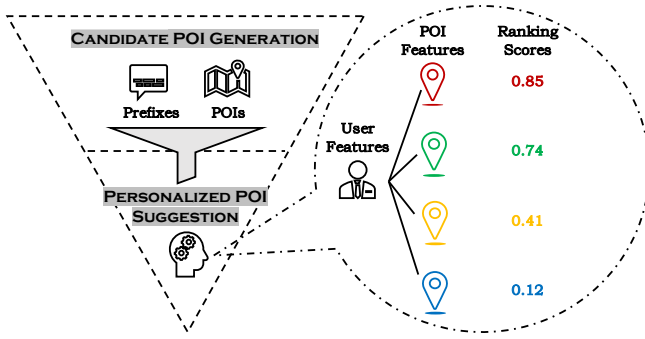 CANDIDATE POI GENERATION
Prefixes
POIs
PERSONALIZED POI
SUGGESTION
User
Features
POI
Features
Ranking
Scores
0.85
0.74
0.41
0.12